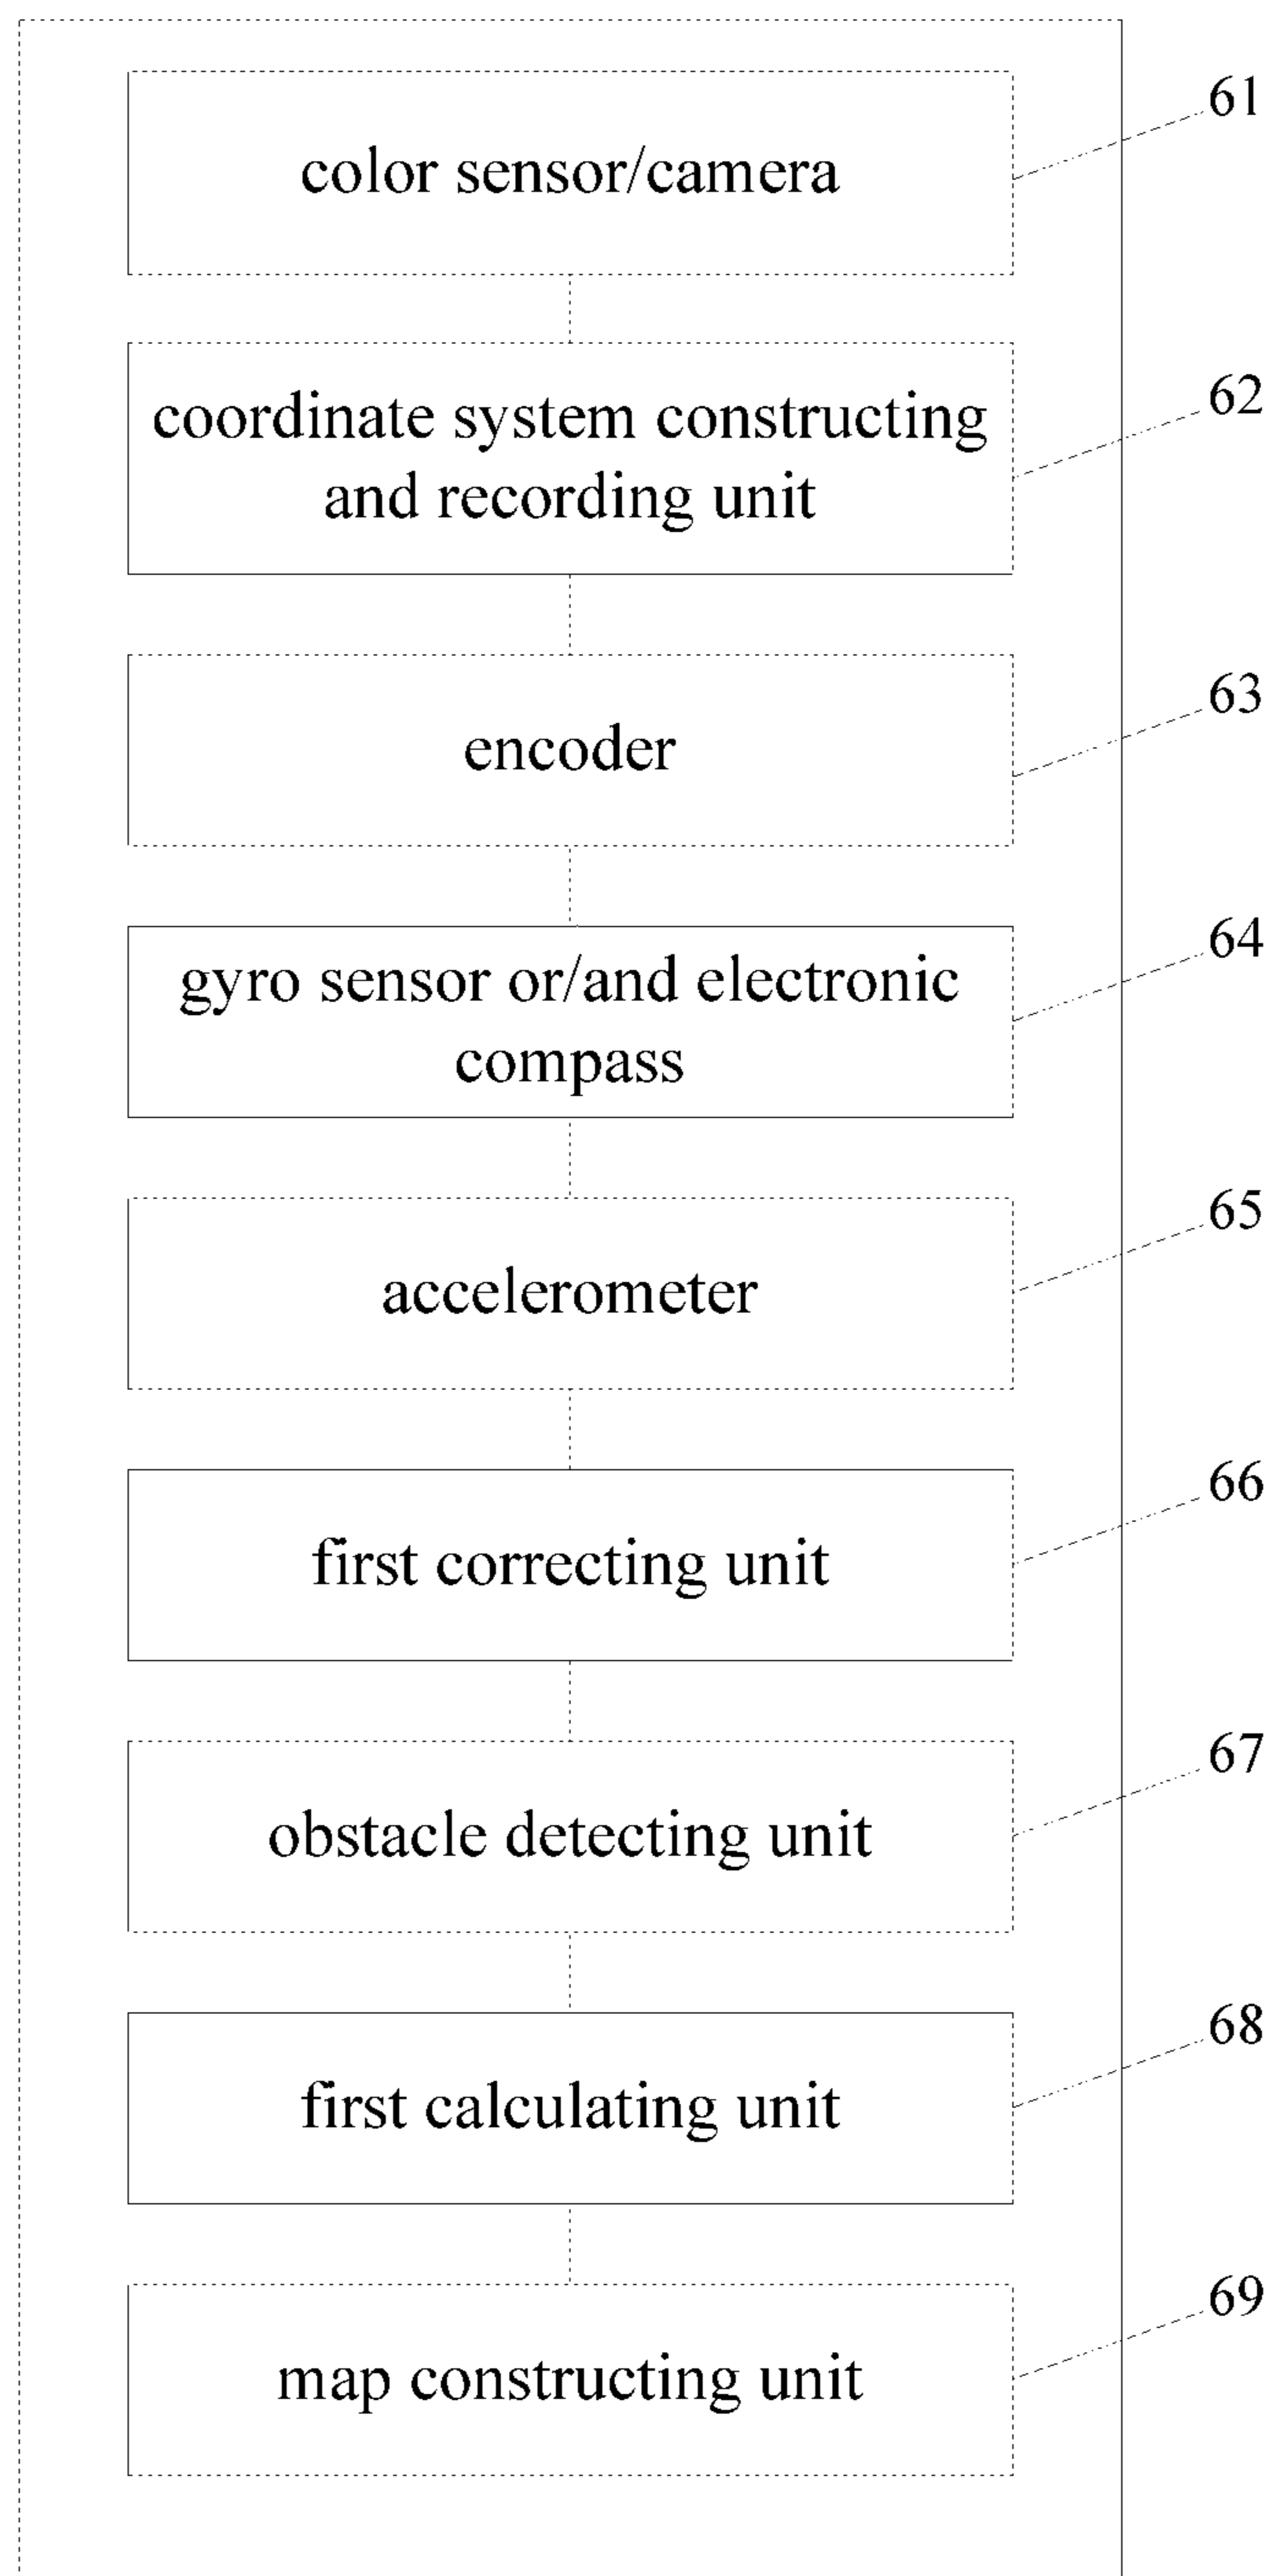 color sensor/camera
61
coordinate system constructing
and recording unit
62
encoder
63
gyro sensor or/and electronic
compass
64
accelerometer
65
first correcting unit
66
obstacle detecting unit
67
first calculating unit
68
map constructing unit
69